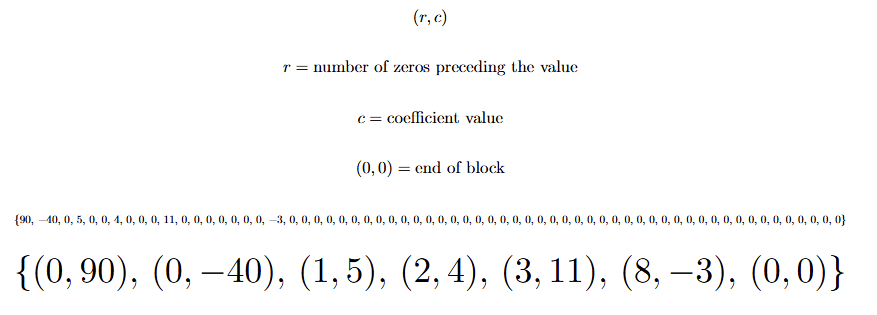 (r, c)
r = number of zeros preceding the value
c = coefficient value
(0, 0) = end of block
{90, −40, 0, 5, 0, 0, 4, 0, 0, 0, 11, 0, 0, 0, 0, 0, 0, 0, −3, 0, 0, 0, 0, 0, 0, 0, 0, 0, 0, 0, 0, 0, 0, 0, 0, 0, 0, 0, 0, 0, 0, 0, 0, 0, 0, 0, 0, 0, 0, 0, 0, 0, 0, 0, 0, 0, 0, 0, 0, 0, 0, 0, 0, 0, 0}
{(0, 90), (0, −40), (1, 5), (2, 4), (3, 11), (8, −3), (0, 0)}